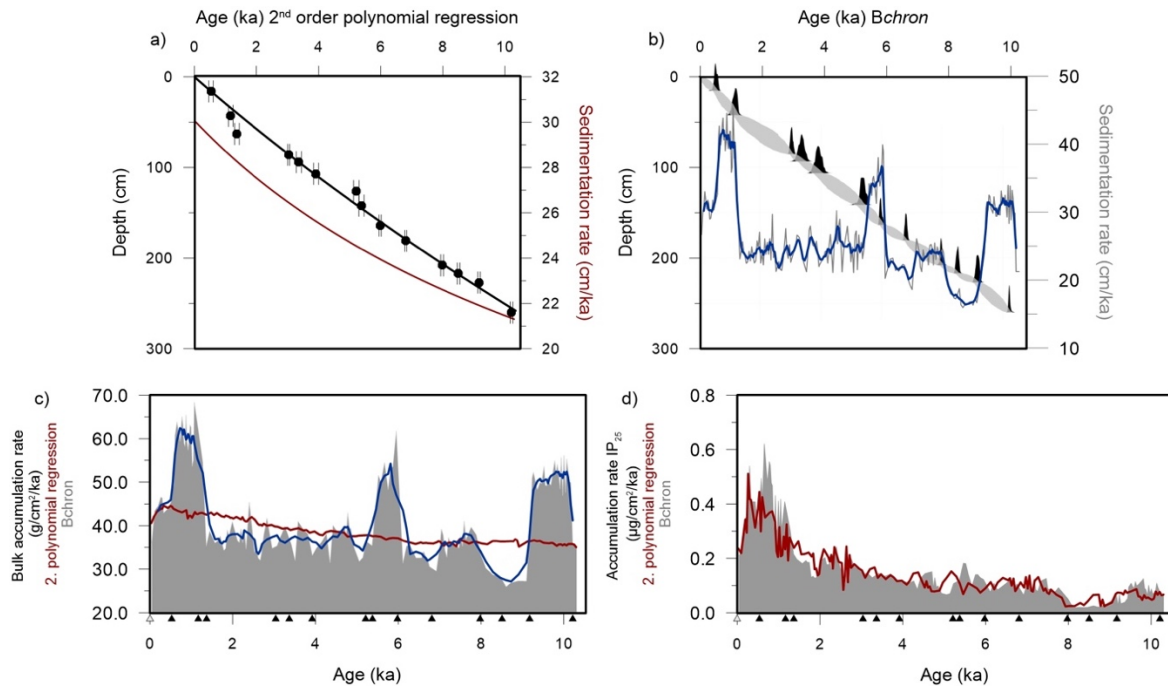 Age (ka) 2nd order polynomial regression
Age (ka) Bchron
a)
0 2 4 6 8 10
b)
0 2 4 6 8 10
0
100
200
300
Depth (cm)
32
30
28
26
24
22
20
Sedimentation rate (cm/ka)
0
100
200
300
Depth (cm)
50
40
30
20
10
Sedimentation rate (cm/ka)
c)
70.0
60.0
50.0
40.0
30.0
20.0
Bulk accumulation rate
(g/cm²/ka)
2. polynomial regression
Bchron
0 2 4 6 8 10
Age (ka)
d)
0.8
0.6
0.4
0.2
0.0
Accumulation rate IP25
(µg/cm²/ka)
2. polynomial regression
Bchron
0 2 4 6 8 10
Age (ka)